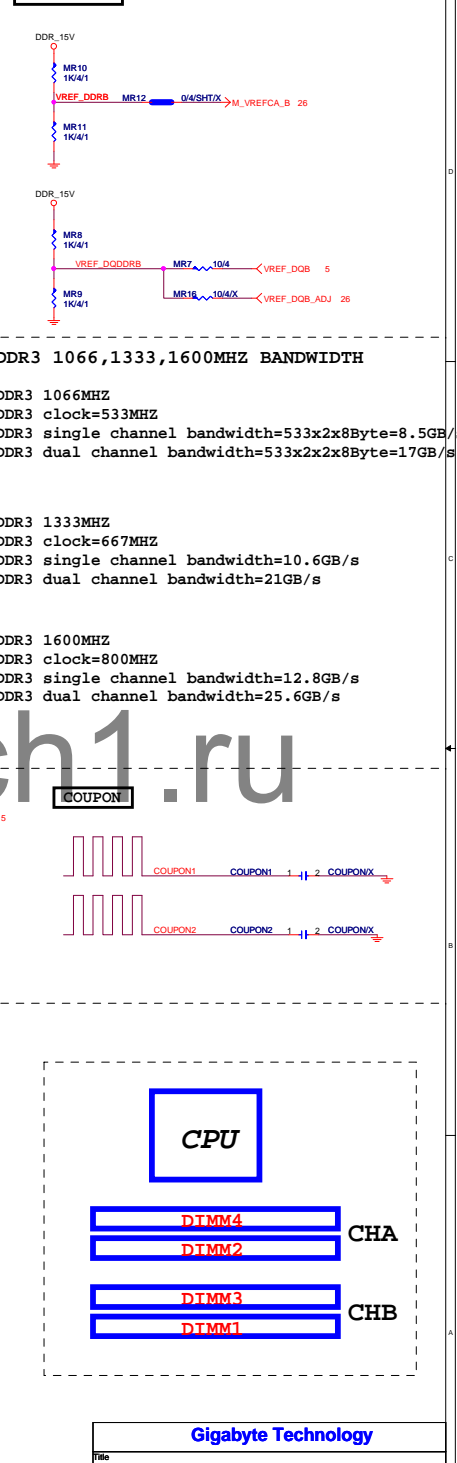 DDR_15V
MR10
1K/4/1
VREF_DDRB MR12 0/4/SHT/X M_VREFCA_B 26
MR11
1K/4/1
DDR_15V
MR8
1K/4/1
VREF_DQDDRB MR7 10/4 VREF_DQB 5
MR9 MR16 10/4/X VREF_DQB_ADJ 26
1K/4/1
D
DDR3 1066,1333,1600MHZ BANDWIDTH
DDR3 1066MHZ
DDR3 clock=533MHZ
DDR3 single channel bandwidth=533x2x8Byte=8.5GB/
DDR3 dual channel bandwidth=533x2x2x8Byte=17GB/s
DDR3 1333MHZ
DDR3 clock=667MHZ
C
DDR3 single channel bandwidth=10.6GB/s
DDR3 dual channel bandwidth=21GB/s
DDR3 1600MHZ
DDR3 clock=800MHZ
DDR3 single channel bandwidth=12.8GB/s
DDR3 dual channel bandwidth=25.6GB/s
ch1.ru
COUPON
5
COUPON1 COUPON1 1 2 COUPON/X
COUPON2 COUPON2 1 2 COUPON/X
B
CPU
DIMM4
CHA
DIMM2
DIMM3
CHB
DIMM1
A
Gigabyte Technology
Title